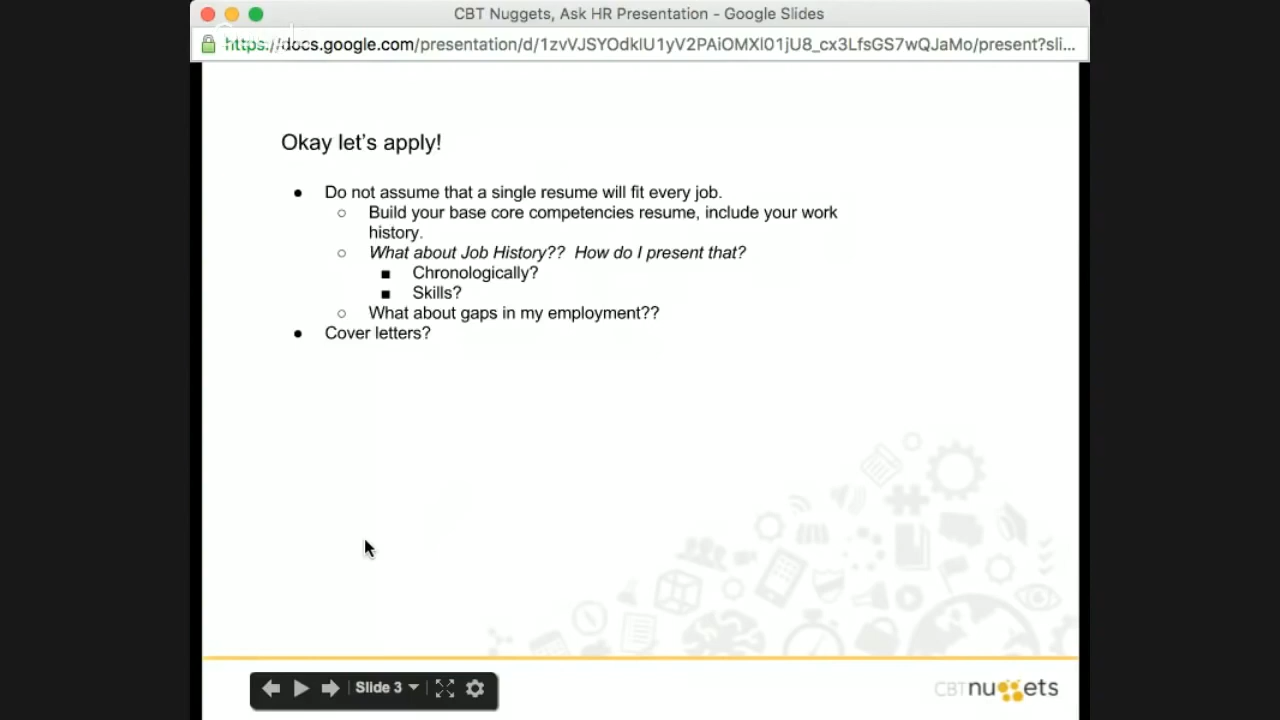 CBT Nuggets, Ask HR Presentation - Google Slides
https://docs.google.com/presentation/d/1zvVJSYOdklU1yV2PAiOMXl01jU8_cx3LfsGS7wQJaMo/present?sli...
Okay let's apply!
● Do not assume that a single resume will fit every job.
○ Build your base core competencies resume, include your work
history.
○ What about Job History?? How do I present that?
■ Chronologically?
■ Skills?
○ What about gaps in my employment??
● Cover letters?
Slide 3
CBTnuggets